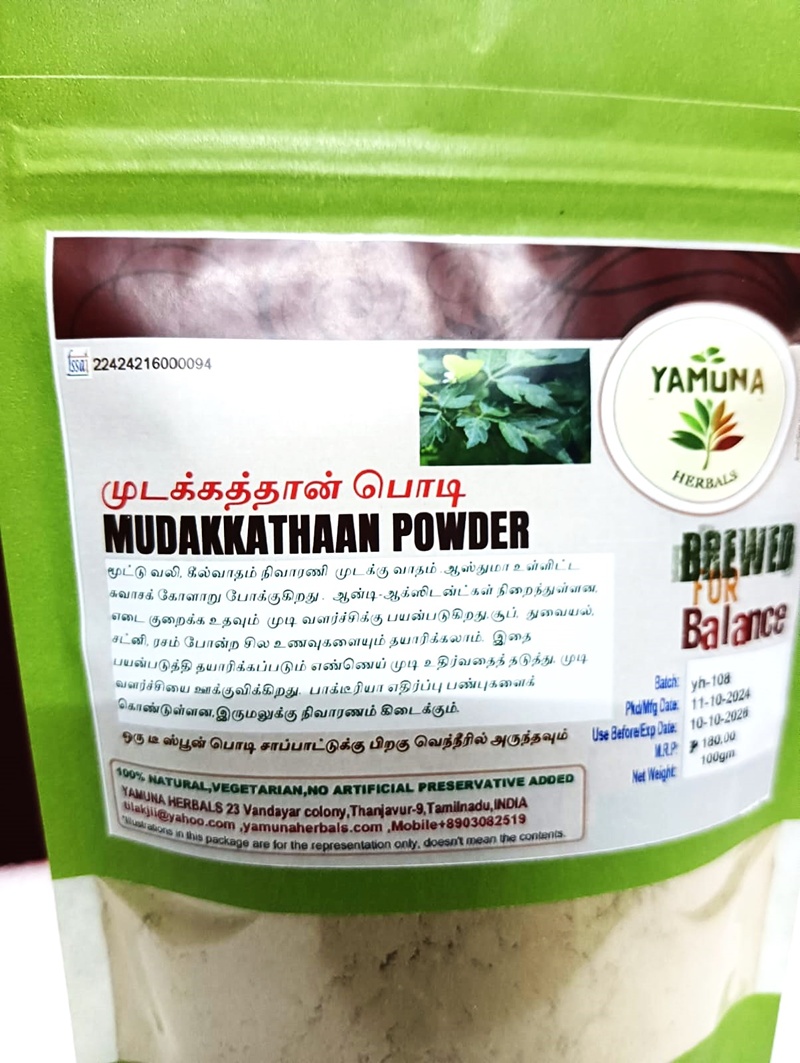 fssai 22424216000094
YAMUNA
HERBALS
முடக்கத்தான் பொடி
MUDAKKATHAAN POWDER
மூட்டு வலி, கீல்வாதம் நிவாரணி முடக்கு வாதம் ,ஆஸ்துமா உள்ளிட்ட
சுவாசக் கோளாறு போக்குகிறது . ஆன்டி-ஆக்ஸிடன்ட்கள் நிறைந்துள்ளன,
எடை குறைக்க உதவும் முடி வளர்ச்சிக்கு பயன்படுகிறது.சூப், துவையல்,
சட்னி, ரசம் போன்ற சில உணவுகளையும் தயாரிக்கலாம். இதை
பயன்படுத்தி தயாரிக்கப்படும் எண்ணெய் முடி உதிர்வதைத் தடுத்து, முடி
வளர்ச்சியை ஊக்குவிக்கிறது. பாக்டீரியா எதிர்ப்பு பண்புகளைக்
கொண்டுள்ளன,இருமலுக்கு நிவாரணம் கிடைக்கும்.
ஒரு டீ ஸ்பூன் பொடி சாப்பாட்டுக்கு பிறகு வெந்நீரில் அருந்தவும்
BREWED
FOR
Balance
Batch: yh-108
Pkd/Mfg Date: 11-10-2024
Use Before/Exp Date: 10-10-2026
M.R.P: ₹ 180.00
Net Weight: 100gm
100% NATURAL,VEGETARIAN,NO ARTIFICIAL PRESERVATIVE ADDED
YAMUNA HERBALS 23 Vandayar colony,Thanjavur-9,Tamilnadu,INDIA
tilakjii@yahoo.com ,yamunaherbals.com ,Mobile+8903082519
*Illustrations in this package are for the representation only, doesn't mean the contents.